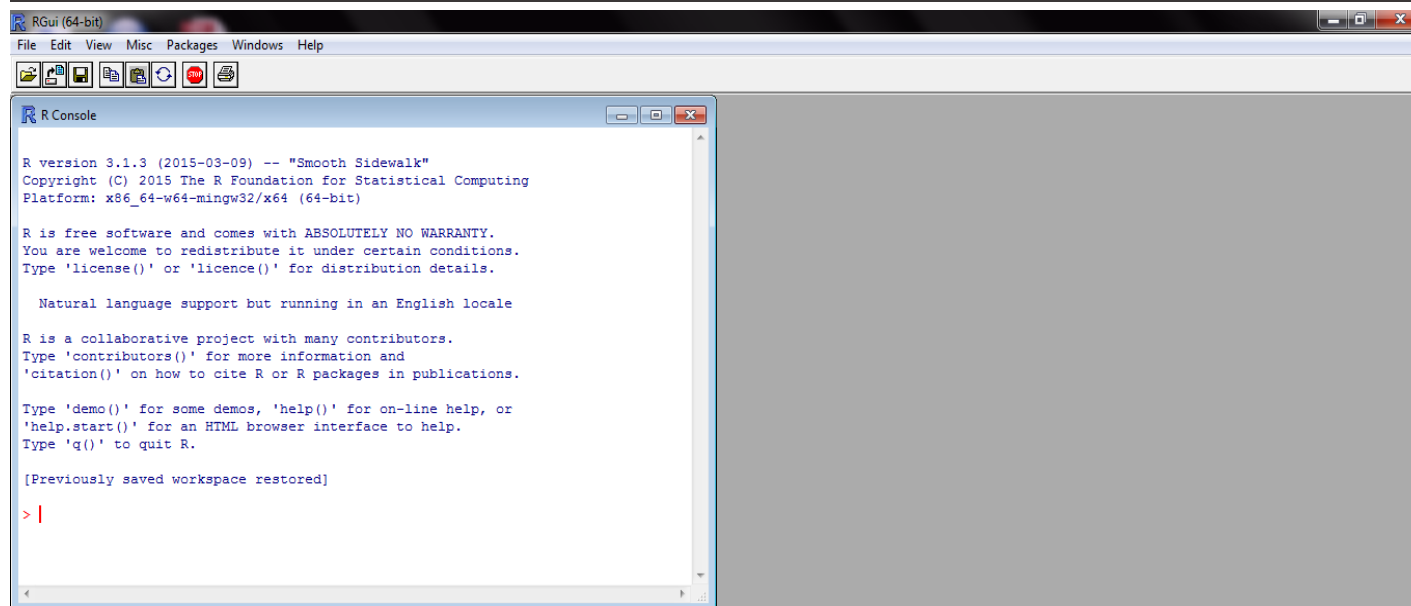 RGui (64-bit)
File Edit View Misc Packages Windows Help
STOP
R Console
R version 3.1.3 (2015-03-09) -- "Smooth Sidewalk"
Copyright (C) 2015 The R Foundation for Statistical Computing
Platform: x86_64-w64-mingw32/x64 (64-bit)
R is free software and comes with ABSOLUTELY NO WARRANTY.
You are welcome to redistribute it under certain conditions.
Type 'license()' or 'licence()' for distribution details.
Natural language support but running in an English locale
R is a collaborative project with many contributors.
Type 'contributors()' for more information and
'citation()' on how to cite R or R packages in publications.
Type 'demo()' for some demos, 'help()' for on-line help, or
'help.start()' for an HTML browser interface to help.
Type 'q()' to quit R.
[Previously saved workspace restored]
>